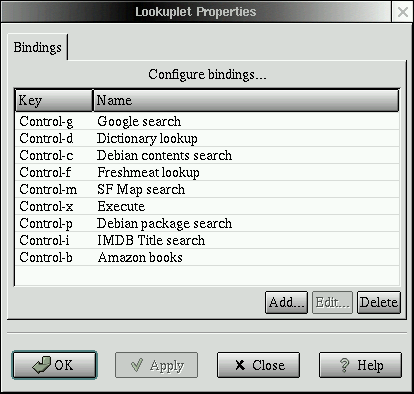 Lookuplet Properties
Bindings
Configure bindings...
Key Name
Control-g Google search
Control-d Dictionary lookup
Control-c Debian contents search
Control-f Freshmeat lookup
Control-m SF Map search
Control-x Execute
Control-p Debian package search
Control-i IMDB Title search
Control-b Amazon books
Add... Edit... Delete
OK Apply Close Help